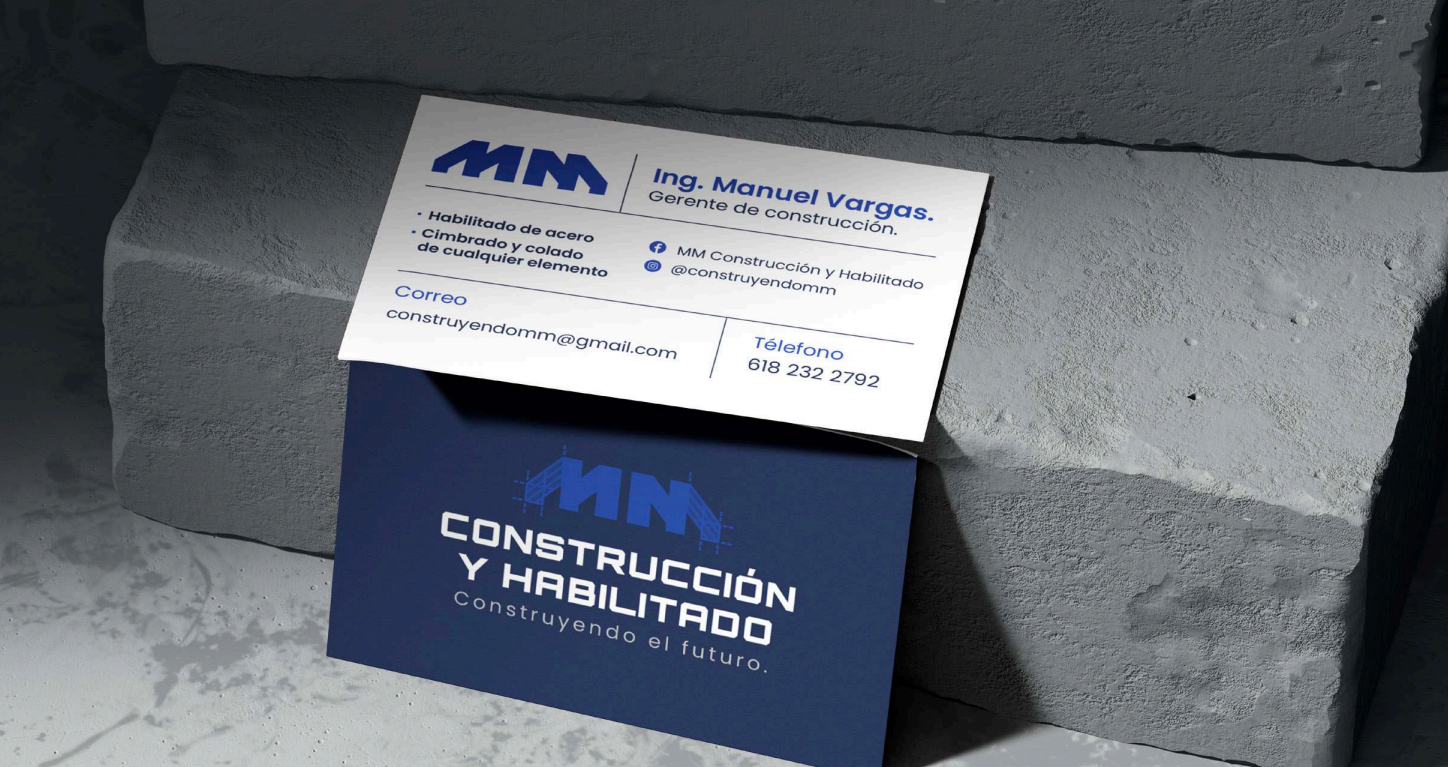 MM
Ing. Manuel Vargas.
Gerente de construcción.
• Habilitado de acero
• Cimbrado y colado
de cualquier elemento
MM Construcción y Habilitado
@construyendomm
Correo
construyendomm@gmail.com
Télefono
618 232 2792
MM
CONSTRUCCIÓN
Y HABILITADO
Construyendo el futuro.